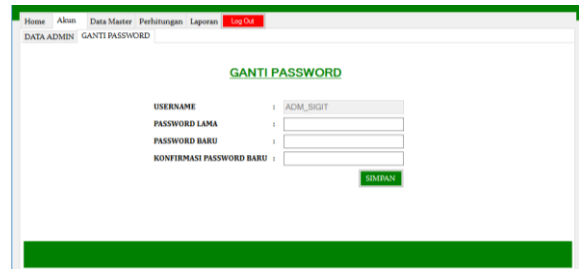 Home Akun Data Master Perhitungan Laporan Log Out
DATA ADMIN GANTI PASSWORD
GANTI PASSWORD
USERNAME : ADM_SIGIT
PASSWORD LAMA :
PASSWORD BARU :
KONFIRMASI PASSWORD BARU :
SIMPAN